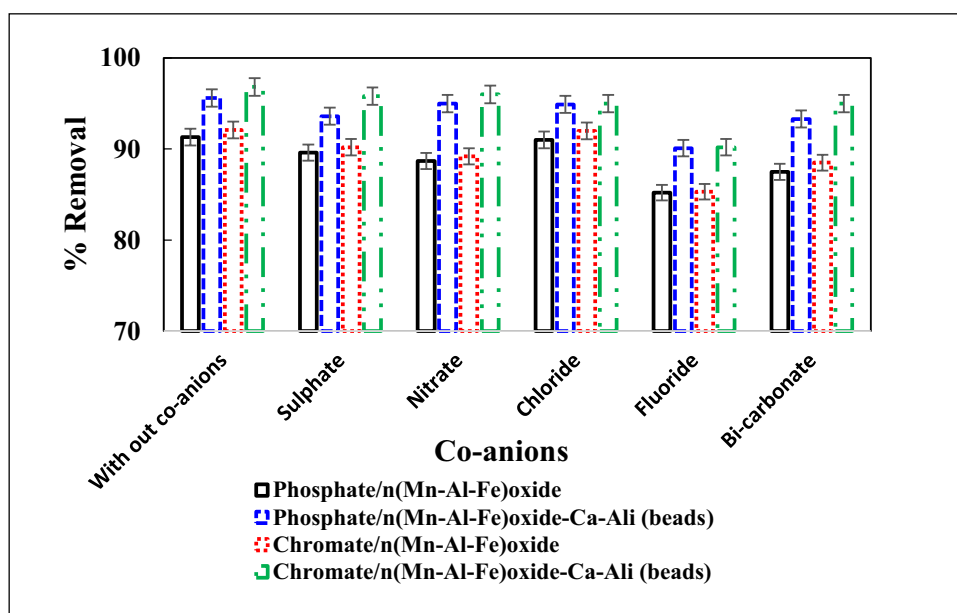 100
90
80
70
% Removal
With out co-anions
Sulphate
Nitrate
Chloride
Fluoride
Bi-carbonate
Co-anions
Phosphate/n(Mn-Al-Fe)oxide
Phosphate/n(Mn-Al-Fe)oxide-Ca-Ali (beads)
Chromate/n(Mn-Al-Fe)oxide
Chromate/n(Mn-Al-Fe)oxide-Ca-Ali (beads)